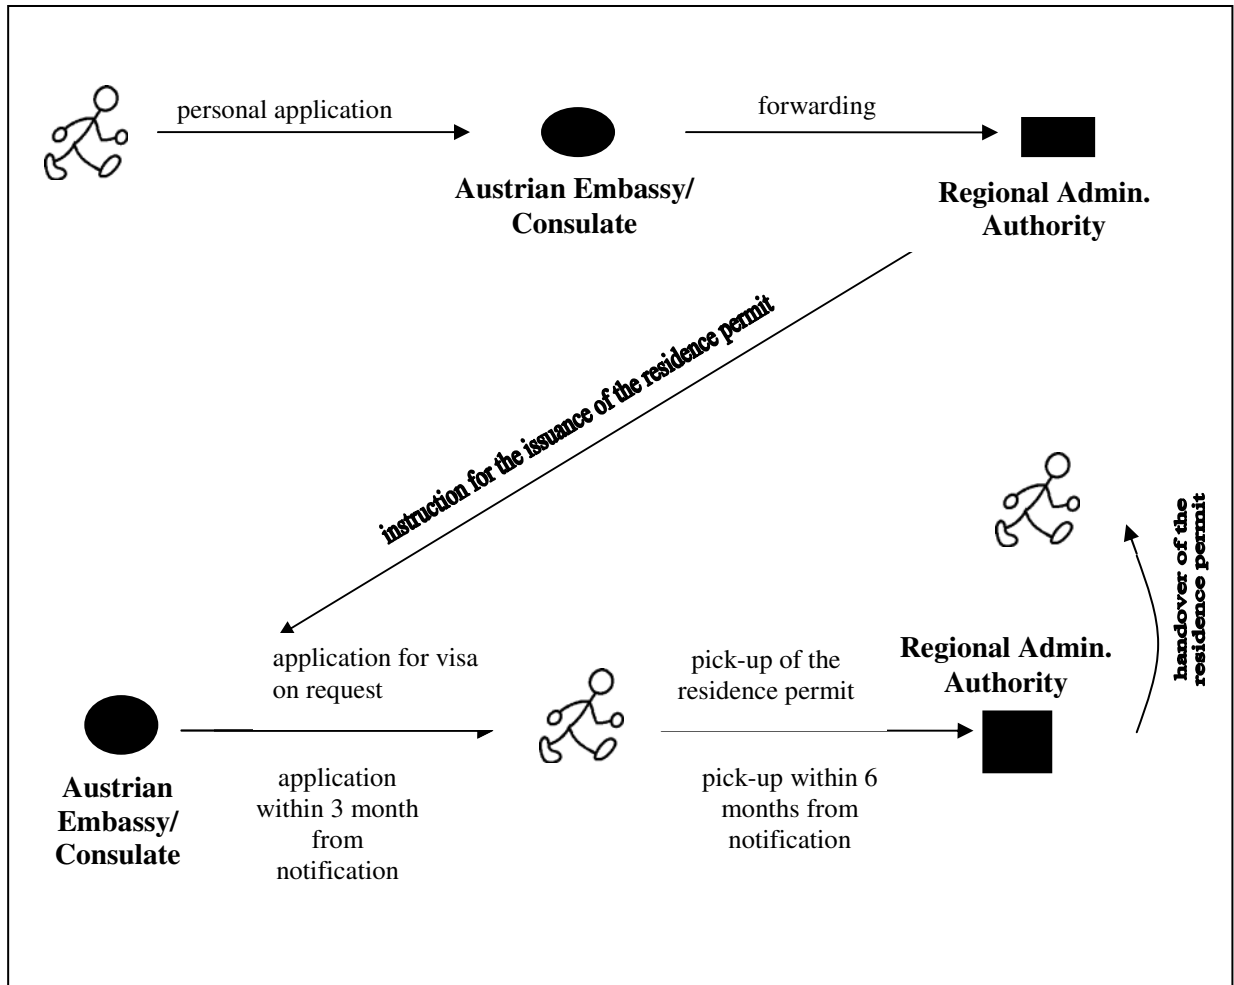 personal application
forwarding
Austrian Embassy/
Consulate
Regional Admin.
Authority
instruction for the issuance of the residence permit
handover of the
residence permit
application for visa
on request
pick-up of the
residence permit
Regional Admin.
Authority
Austrian
Embassy/
Consulate
application
within 3 month
from
notification
pick-up within 6
months from
notification